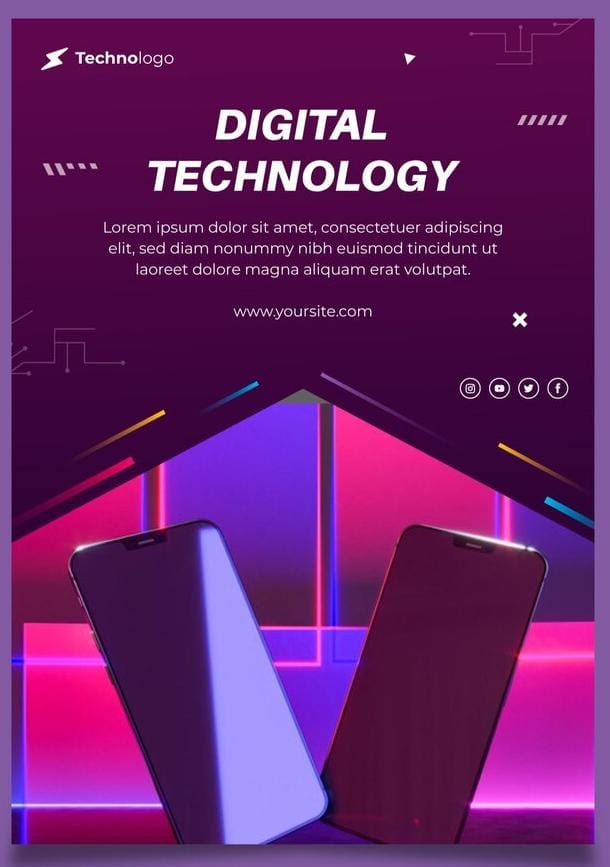 Technologo
DIGITAL
TECHNOLOGY
Lorem ipsum dolor sit amet, consectetuer adipiscing
elit, sed diam nonummy nibh euismod tincidunt ut
laoreet dolore magna aliquam erat volutpat.
www.yoursite.com